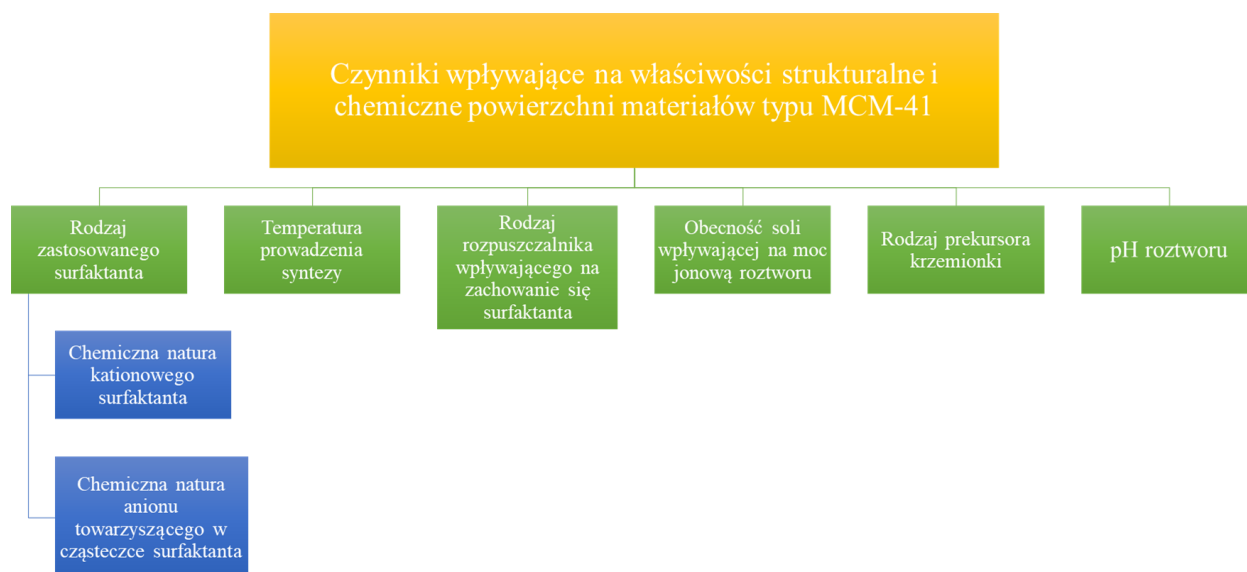 Czynniki wpływające na właściwości strukturalne i
chemiczne powierzchni materiałów typu MCM-41
Rodzaj
zastosowanego
surfaktanta
Temperatura
prowadzenia
syntezy
Rodzaj
rozpuszczalnika
wpływającego na
zachowanie się
surfaktanta
Obecność soli
wpływającej na moc
jonową roztworu
Rodzaj prekursora
krzemionki
pH roztworu
Chemiczna natura
kationowego
surfaktanta
Chemiczna natura
anionu
towarzyszącego w
cząsteczce surfaktanta